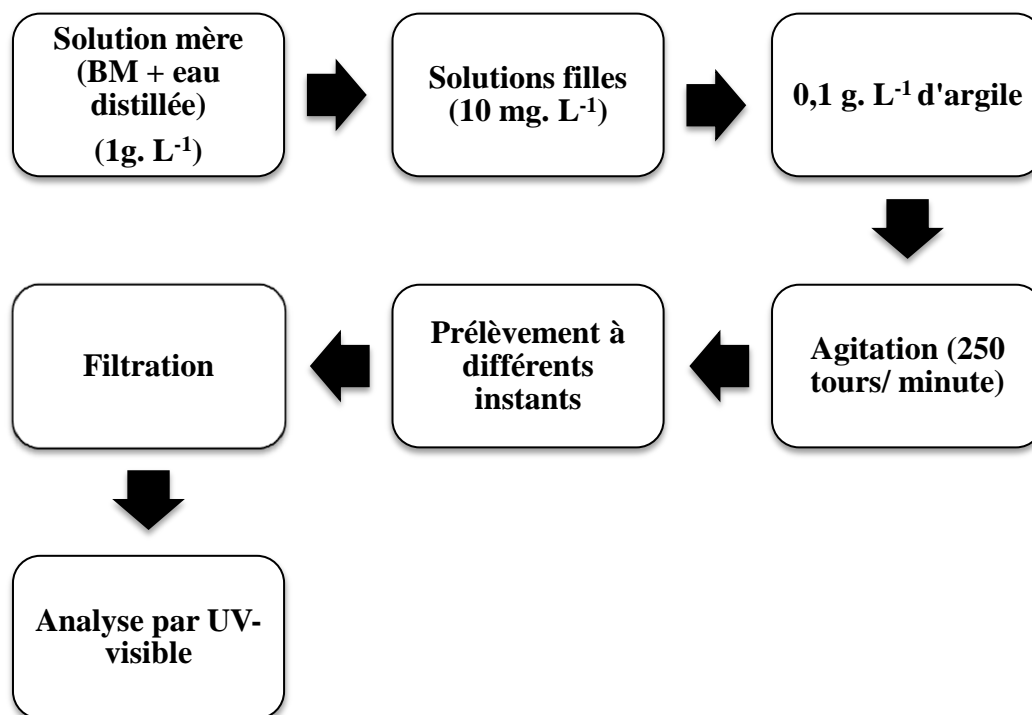 Solution mère
(BM + eau
distillée)
(1g. L-1)
Solutions filles
(10 mg. L-1)
0,1 g. L-1 d'argile
Agitation (250
tours/ minute)
Prélèvement à
différents
instants
Filtration
Analyse par UV-
visible